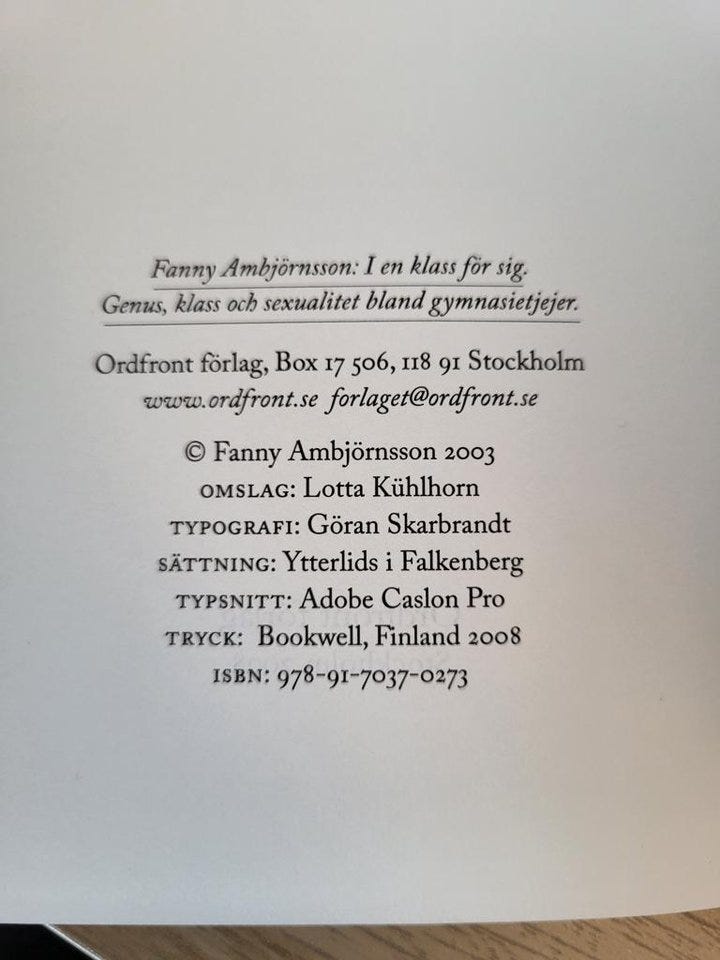 Fanny Ambjörnsson: I en klass för sig.
Genus, klass och sexualitet bland gymnasietjejer.
Ordfront förlag, Box 17 506, 118 91 Stockholm
www.ordfront.se forlaget@ordfront.se
© Fanny Ambjörnsson 2003
OMSLAG: Lotta Kühlhorn
TYPOGRAFI: Göran Skarbrandt
SÄTTNING: Ytterlids i Falkenberg
TYPSNITT: Adobe Caslon Pro
TRYCK: Bookwell, Finland 2008
ISBN: 978-91-7037-0273